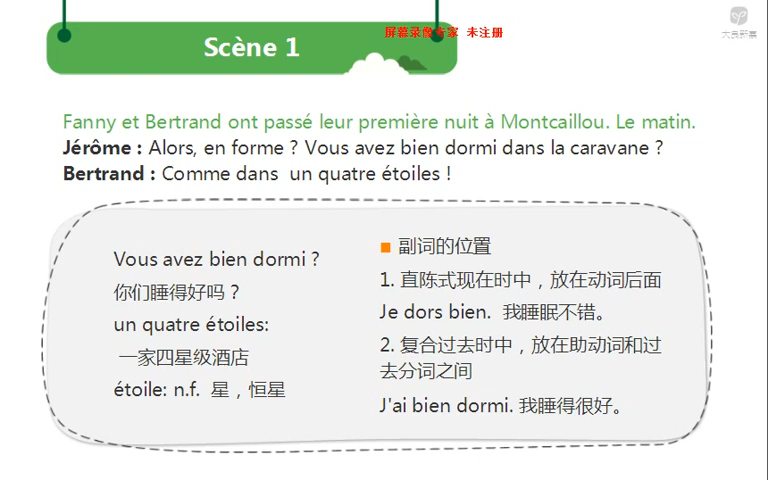 屏幕录像专家 未注册
大良新嘉
Scène 1
Fanny et Bertrand ont passé leur première nuit à Montcaillou. Le matin.
Jérôme : Alors, en forme ? Vous avez bien dormi dans la caravane ?
Bertrand : Comme dans un quatre étoiles !
Vous avez bien dormi ?
你们睡得好吗？
un quatre étoiles:
一家四星级酒店
étoile: n.f. 星，恒星
副词的位置
1. 直陈式现在时中，放在动词后面
Je dors bien. 我睡眠不错。
2. 复合过去时中，放在助动词和过
去分词之间
J'ai bien dormi. 我睡得很好。